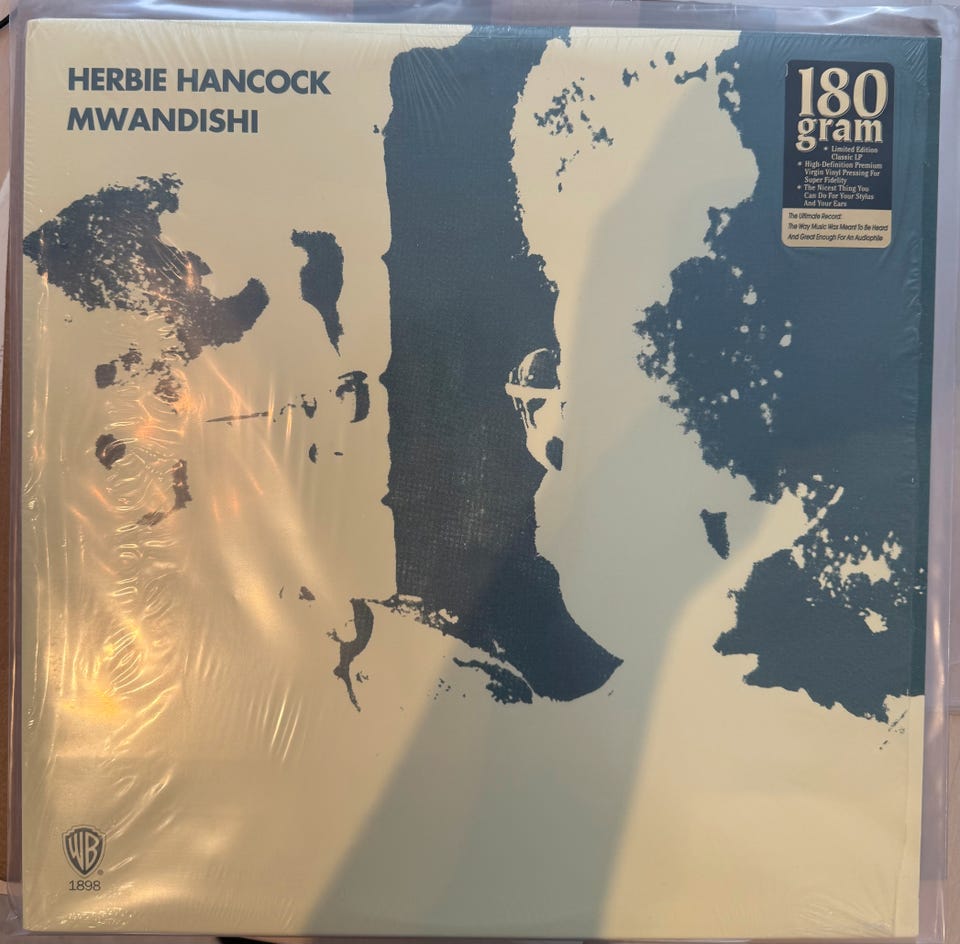 HERBIE HANCOCK
MWANDISHI
180
gram
* Limited Edition
Classic LP
* High-Definition Premium
Virgin Vinyl Pressing For
Super Fidelity
* The Nicest Thing You
Can Do For Your Stylus
And Your Ears
The Ultimate Record:
The Way Music Was Meant To Be Heard
And Great Enough For An Audiophile
WB
1898